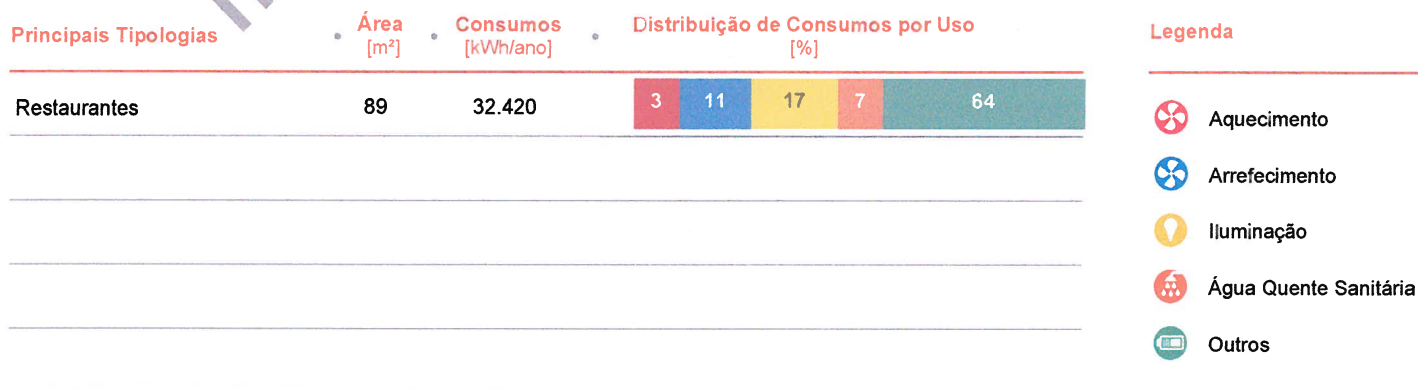 Principais Tipologias Área Consumos Distribuição de Consumos por Uso Legenda
[m²] [kWh/ano] [%]
Restaurantes 89 32.420 3 11 17 7 64
Aquecimento
Arrefecimento
Iluminação
Água Quente Sanitária
Outros